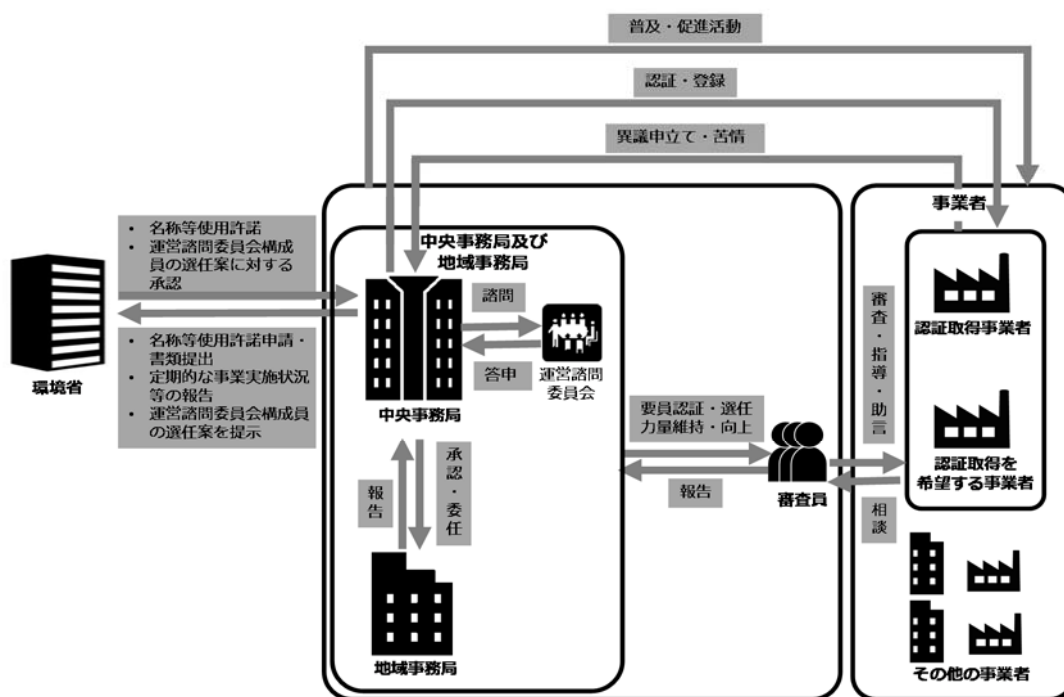 普及・促進活動
認証・登録
異議申立て・苦情
• 名称等使用許諾
• 運営諮問委員会構成
員の選任案に対する
承認
環境省
• 名称等使用許諾申請・
書類提出
• 定期的な事業実施状況
等の報告
• 運営諮問委員会構成員
の選任案を提示
中央事務局及び
地域事務局
諮問
答申
中央事務局
運営諮問
委員会
報告
承認・委任
地域事務局
要員認証・選任
力量維持・向上
報告
審査員
審査・指導・助言
相談
事業者
認証取得事業者
認証取得を
希望する事業者
その他の事業者